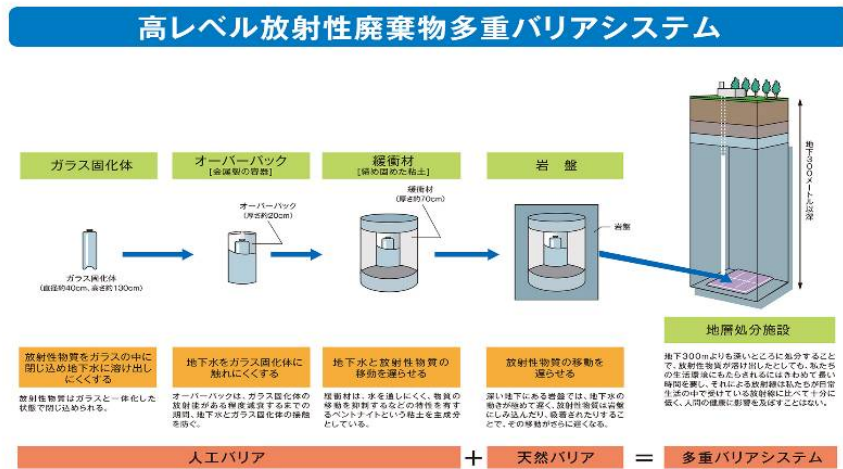 高レベル放射性廃棄物多重バリアシステム
ガラス固化体
オーバーパック
[金属製の容器]
緩衝材
[締め固めた粘土]
岩盤
地下300メートル以深
オーバーパック
(厚さ約20cm)
緩衝材
(厚さ約70cm)
岩盤
ガラス固化体
(直径約40cm、高さ約130cm)
地層処分施設
放射性物質をガラスの中に
閉じ込め地下水に溶け出し
にくくする
地下水をガラス固化体に
触れにくくする
地下水と放射性物質の
移動を遅らせる
放射性物質の移動を
遅らせる
放射性物質はガラスと一体化した
状態で閉じ込められる。
オーバーパックは、ガラス固化体の
放射能がある程度減衰するまでの
期間、地下水とガラス固化体の接触
を防ぐ。
緩衝材は、水を通しにくく、物質の
移動を抑制するなどの特性を有す
るベントナイトという粘土を主成分
としている。
深い地下にある岩盤では、地下水の
動きが極めて遅く、放射性物質は岩盤
にしみ込んだり、吸着されたりするこ
とで、その移動がさらに遅くなる。
地下300mよりも深いところに処分すること
で、放射性物質が溶け出したとしても、私たち
の生活環境にもたらされるにはきわめて長い
時間を要し、それによる放射線は私たちが日常
生活の中で受けている放射線に比べて十分に
低く、人間の健康に影響を及ぼすことはない。
人工バリア + 天然バリア = 多重バリアシステム